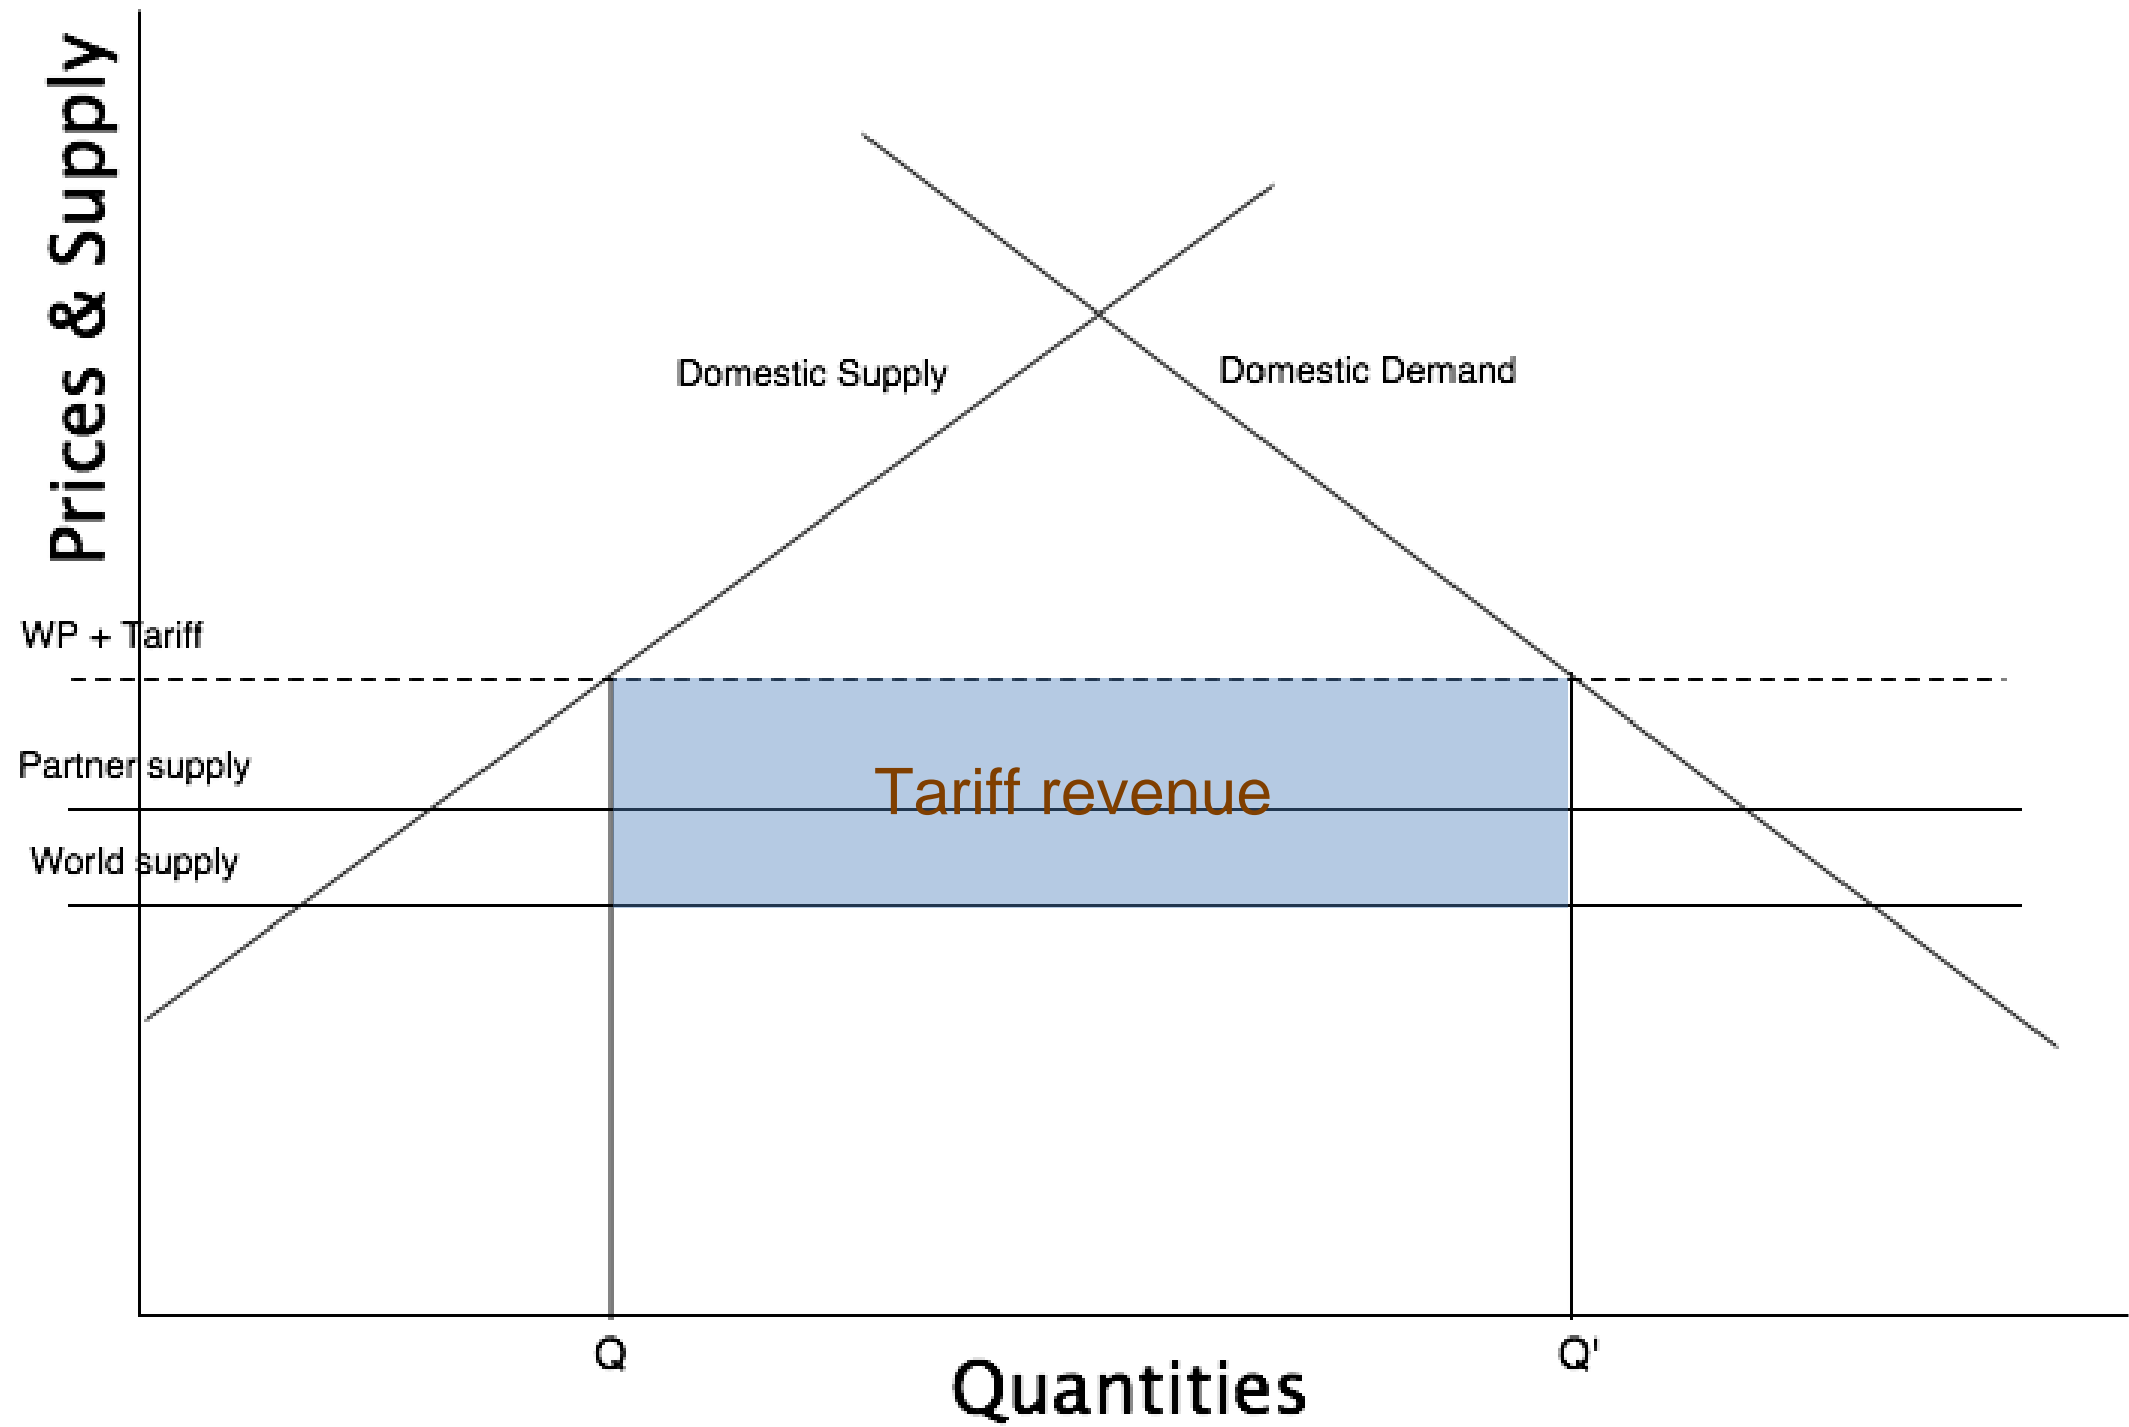 Prices & Supply
Domestic Supply
Domestic Demand
WP + Tariff
Partner supply
Tariff revenue
World supply
Q
Q'
Quantities